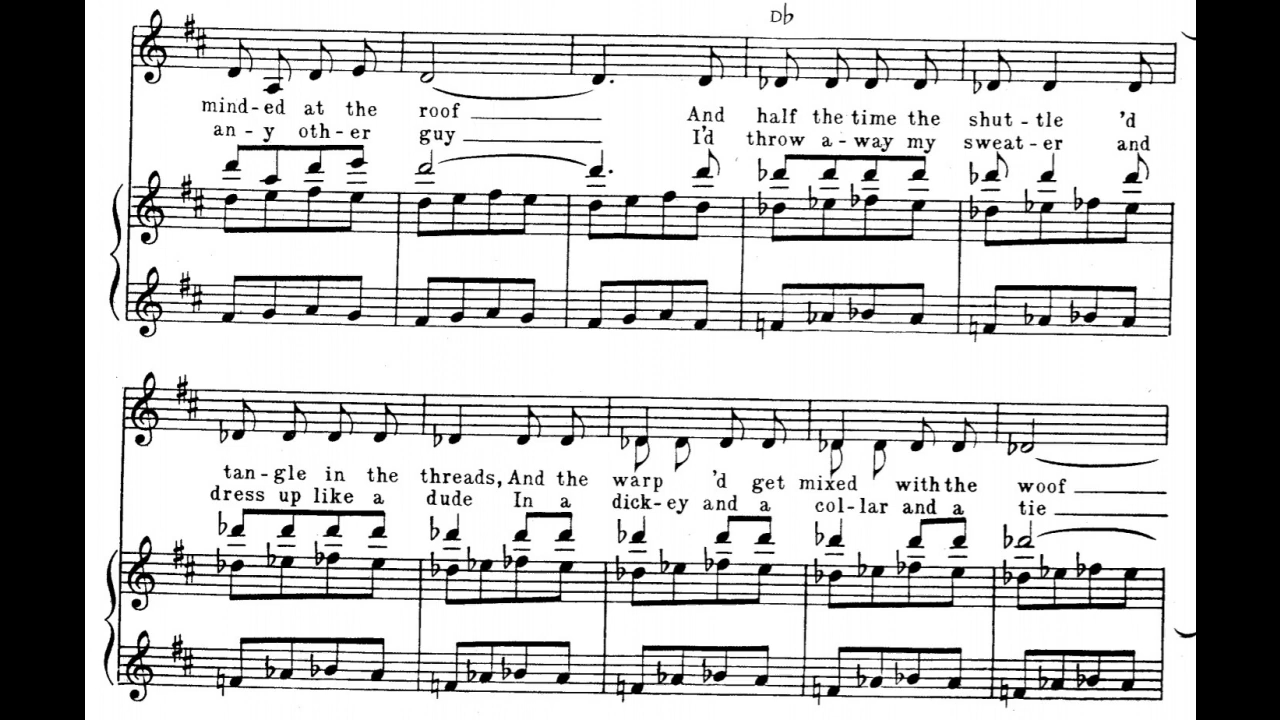 Db
mind-ed at the roof And half the time the shut-tle 'd
an-y oth-er guy I'd throw a-way my sweat-er and
tan-gle in the threads, And the warp 'd get mixed with the woof
dress up like a dude In a dick-ey and a col-lar and a tie